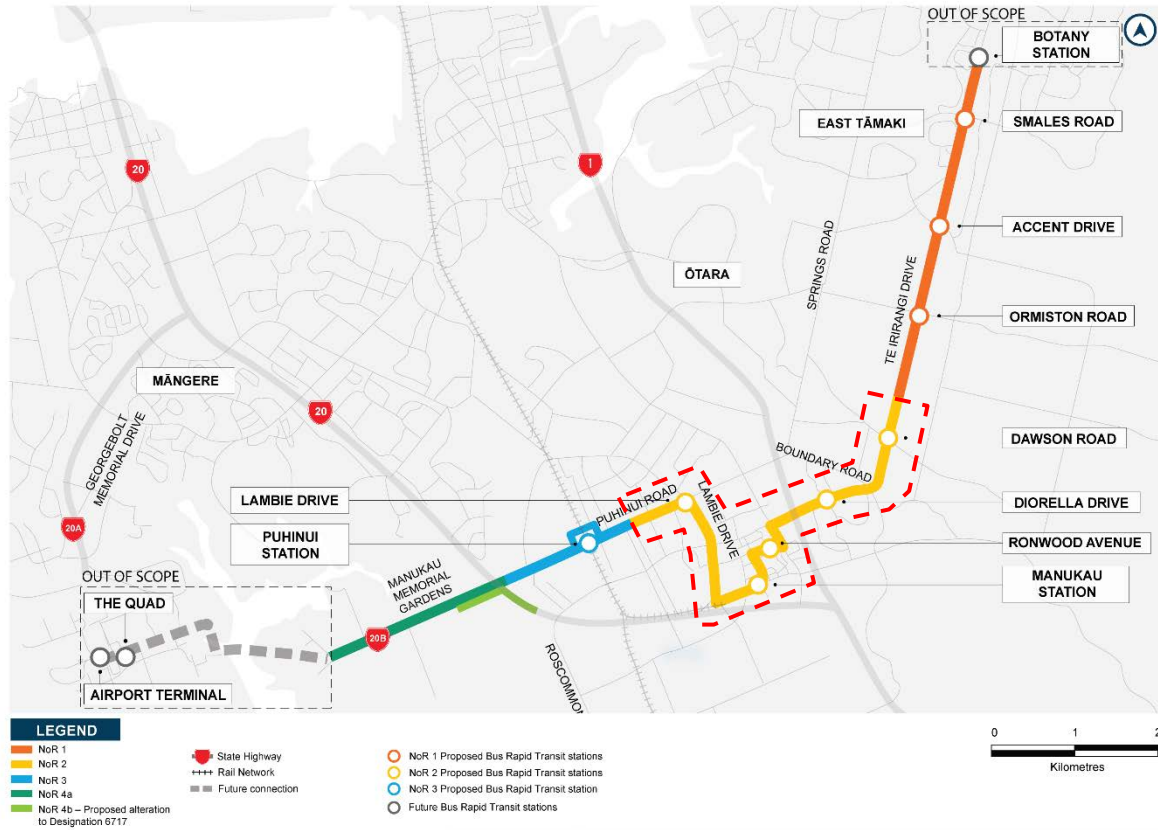 OUT OF SCOPE
BOTANY
STATION
SMALES ROAD
EAST TĀMAKI
20
1
ACCENT DRIVE
SPRINGS ROAD
ŌTARA
TE IRIRANGI DRIVE
ORMISTON ROAD
MĀNGERE
20
GEORGEBOLT
MEMORIAL DRIVE
DAWSON ROAD
BOUNDARY ROAD
LAMBIE DRIVE
PUHINUI ROAD
LAMBIE DRIVE
DIORELLA DRIVE
20A
PUHINUI
STATION
RONWOOD AVENUE
OUT OF SCOPE
MANUKAU
MEMORIAL
GARDENS
MANUKAU
STATION
THE QUAD
20B
AIRPORT TERMINAL
ROSCOMMON
LEGEND
NoR 1
NoR 2
NoR 3
NoR 4a
NoR 4b – Proposed alteration
to Designation 6717
State Highway
Rail Network
Future connection
NoR 1 Proposed Bus Rapid Transit stations
NoR 2 Proposed Bus Rapid Transit stations
NoR 3 Proposed Bus Rapid Transit station
Future Bus Rapid Transit stations
0 1 2
Kilometres